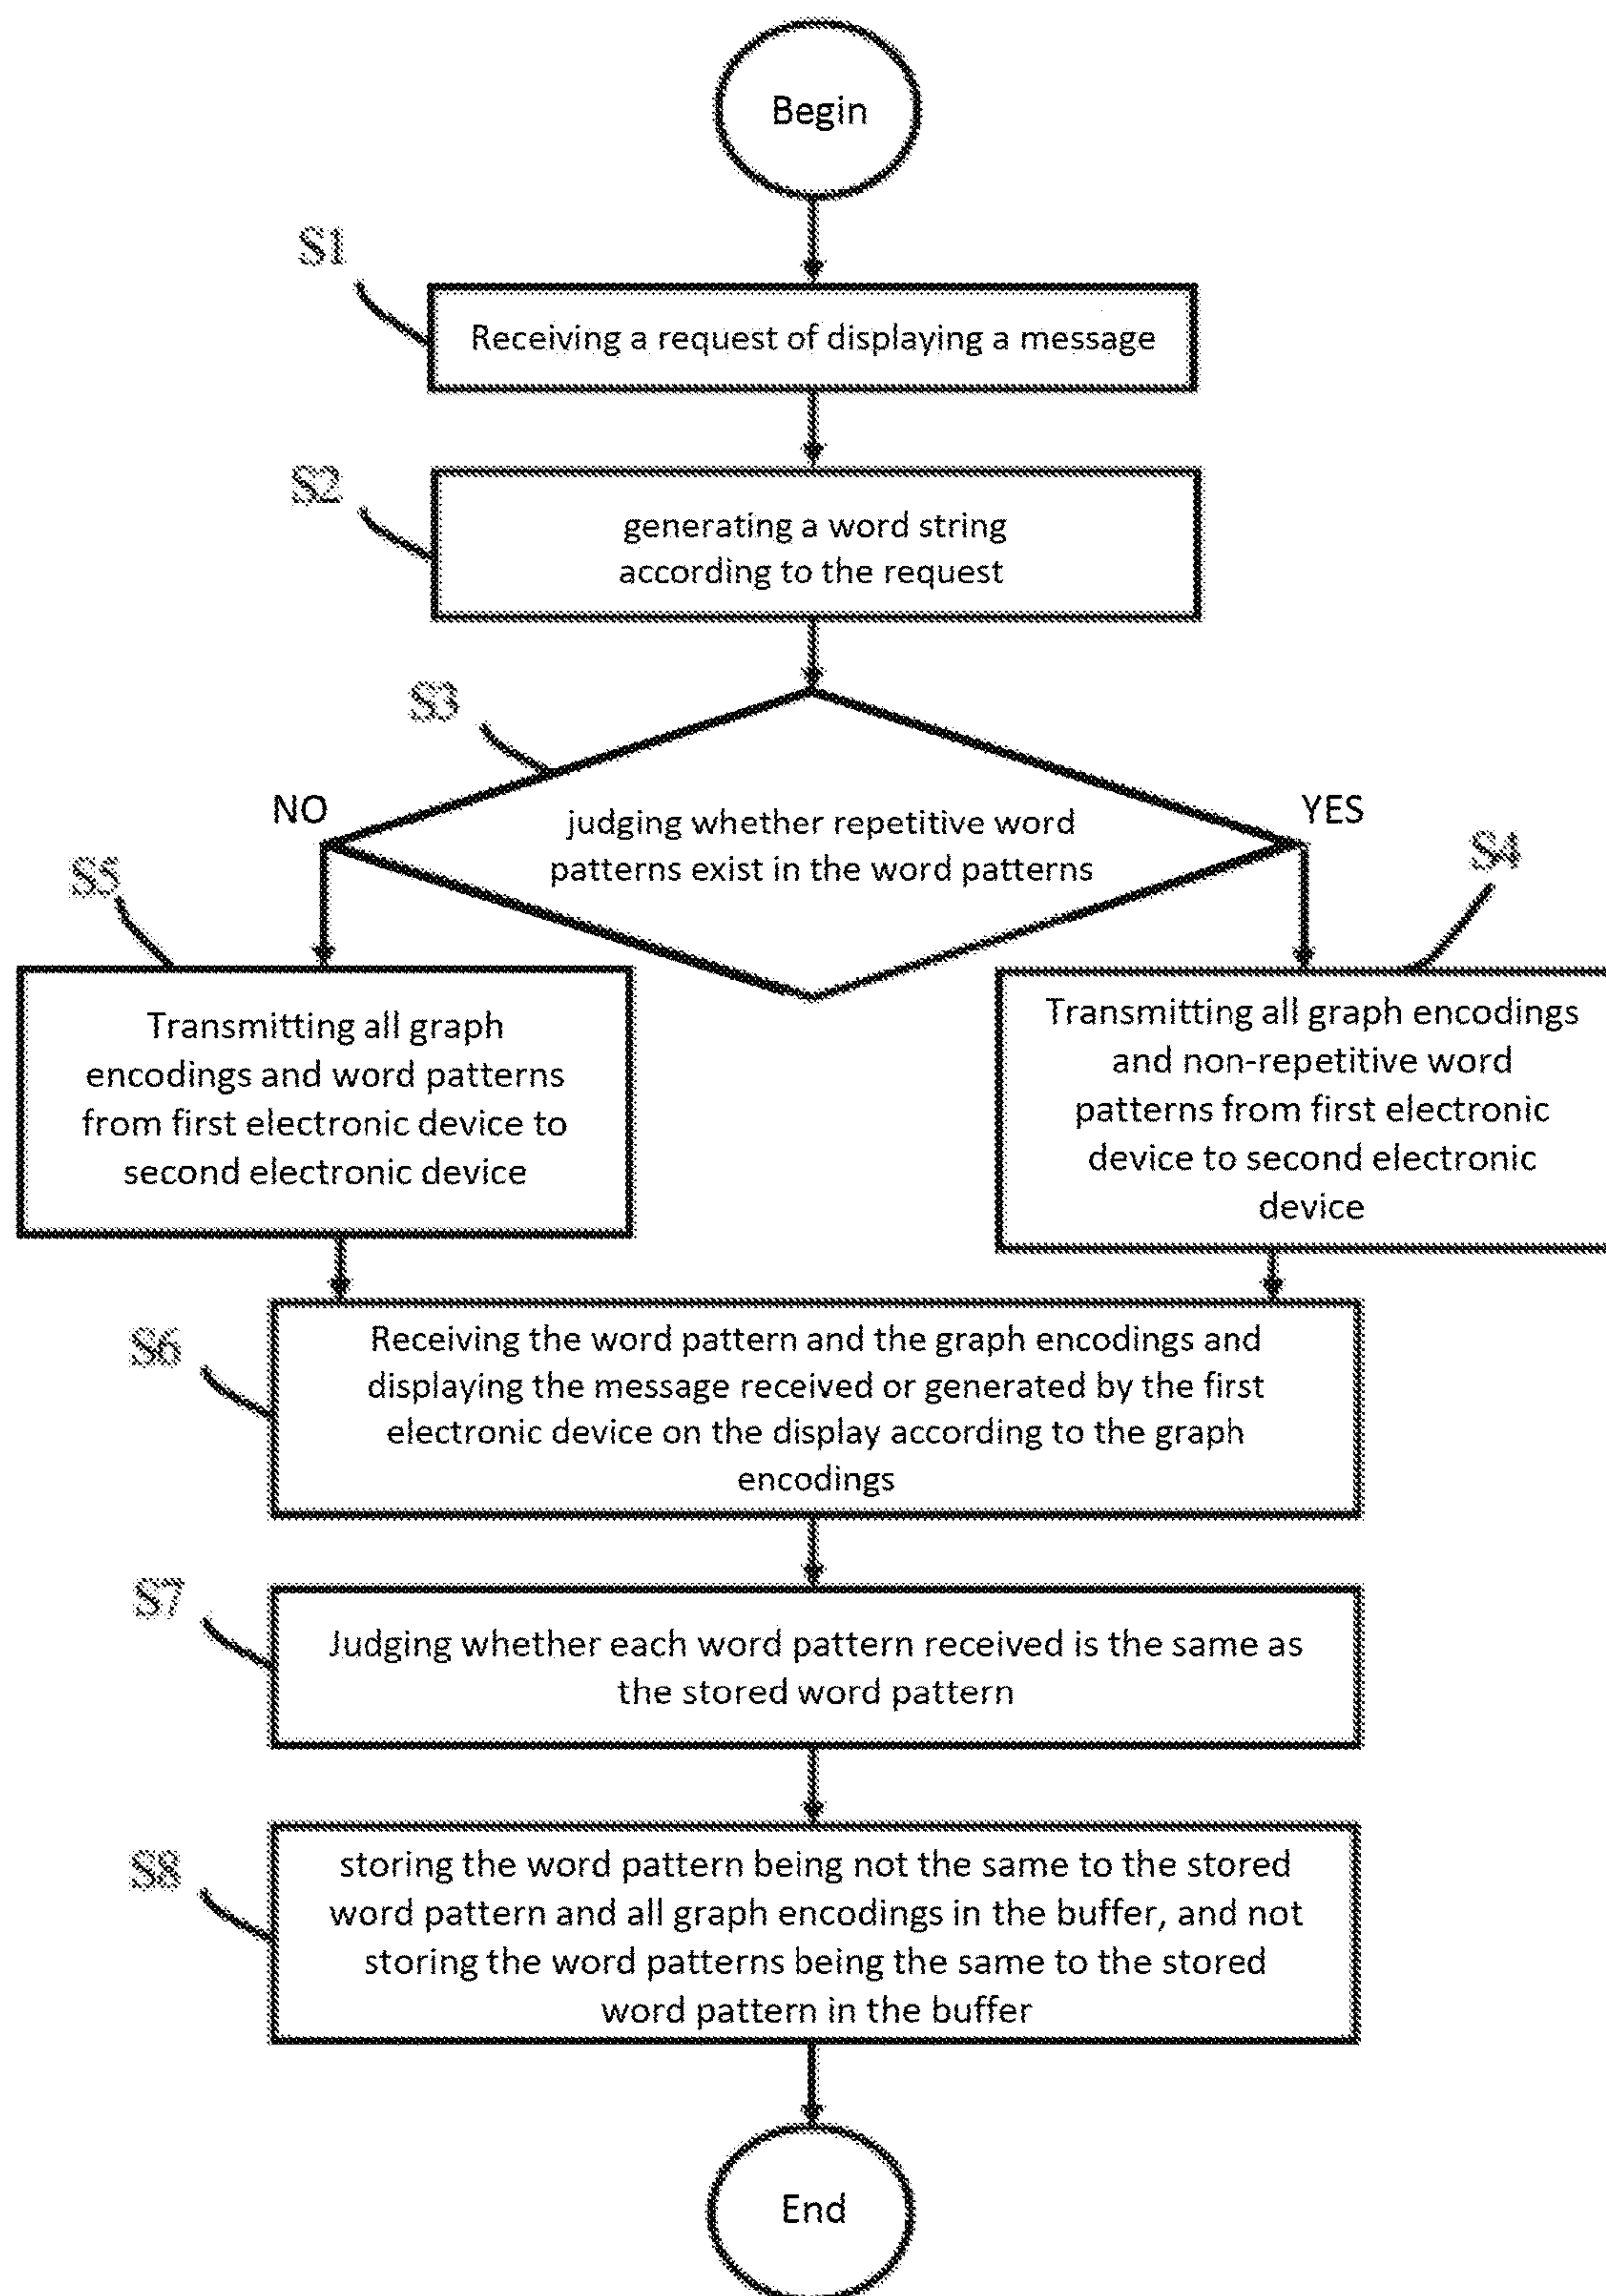 Begin
S1
Receiving a request of displaying a message
S2
generating a word string
according to the request
S3
judging whether repetitive word
patterns exist in the word patterns
NO
YES
S5
Transmitting all graph
encodings and word patterns
from first electronic device to
second electronic device
S4
Transmitting all graph encodings
and non-repetitive word
patterns from first electronic
device to second electronic
device
S6
Receiving the word pattern and the graph encodings and
displaying the message received or generated by the first
electronic device on the display according to the graph
encodings
S7
Judging whether each word pattern received is the same as
the stored word pattern
S8
storing the word pattern being not the same to the stored
word pattern and all graph encodings in the buffer, and not
storing the word patterns being the same to the stored
word pattern in the buffer
End